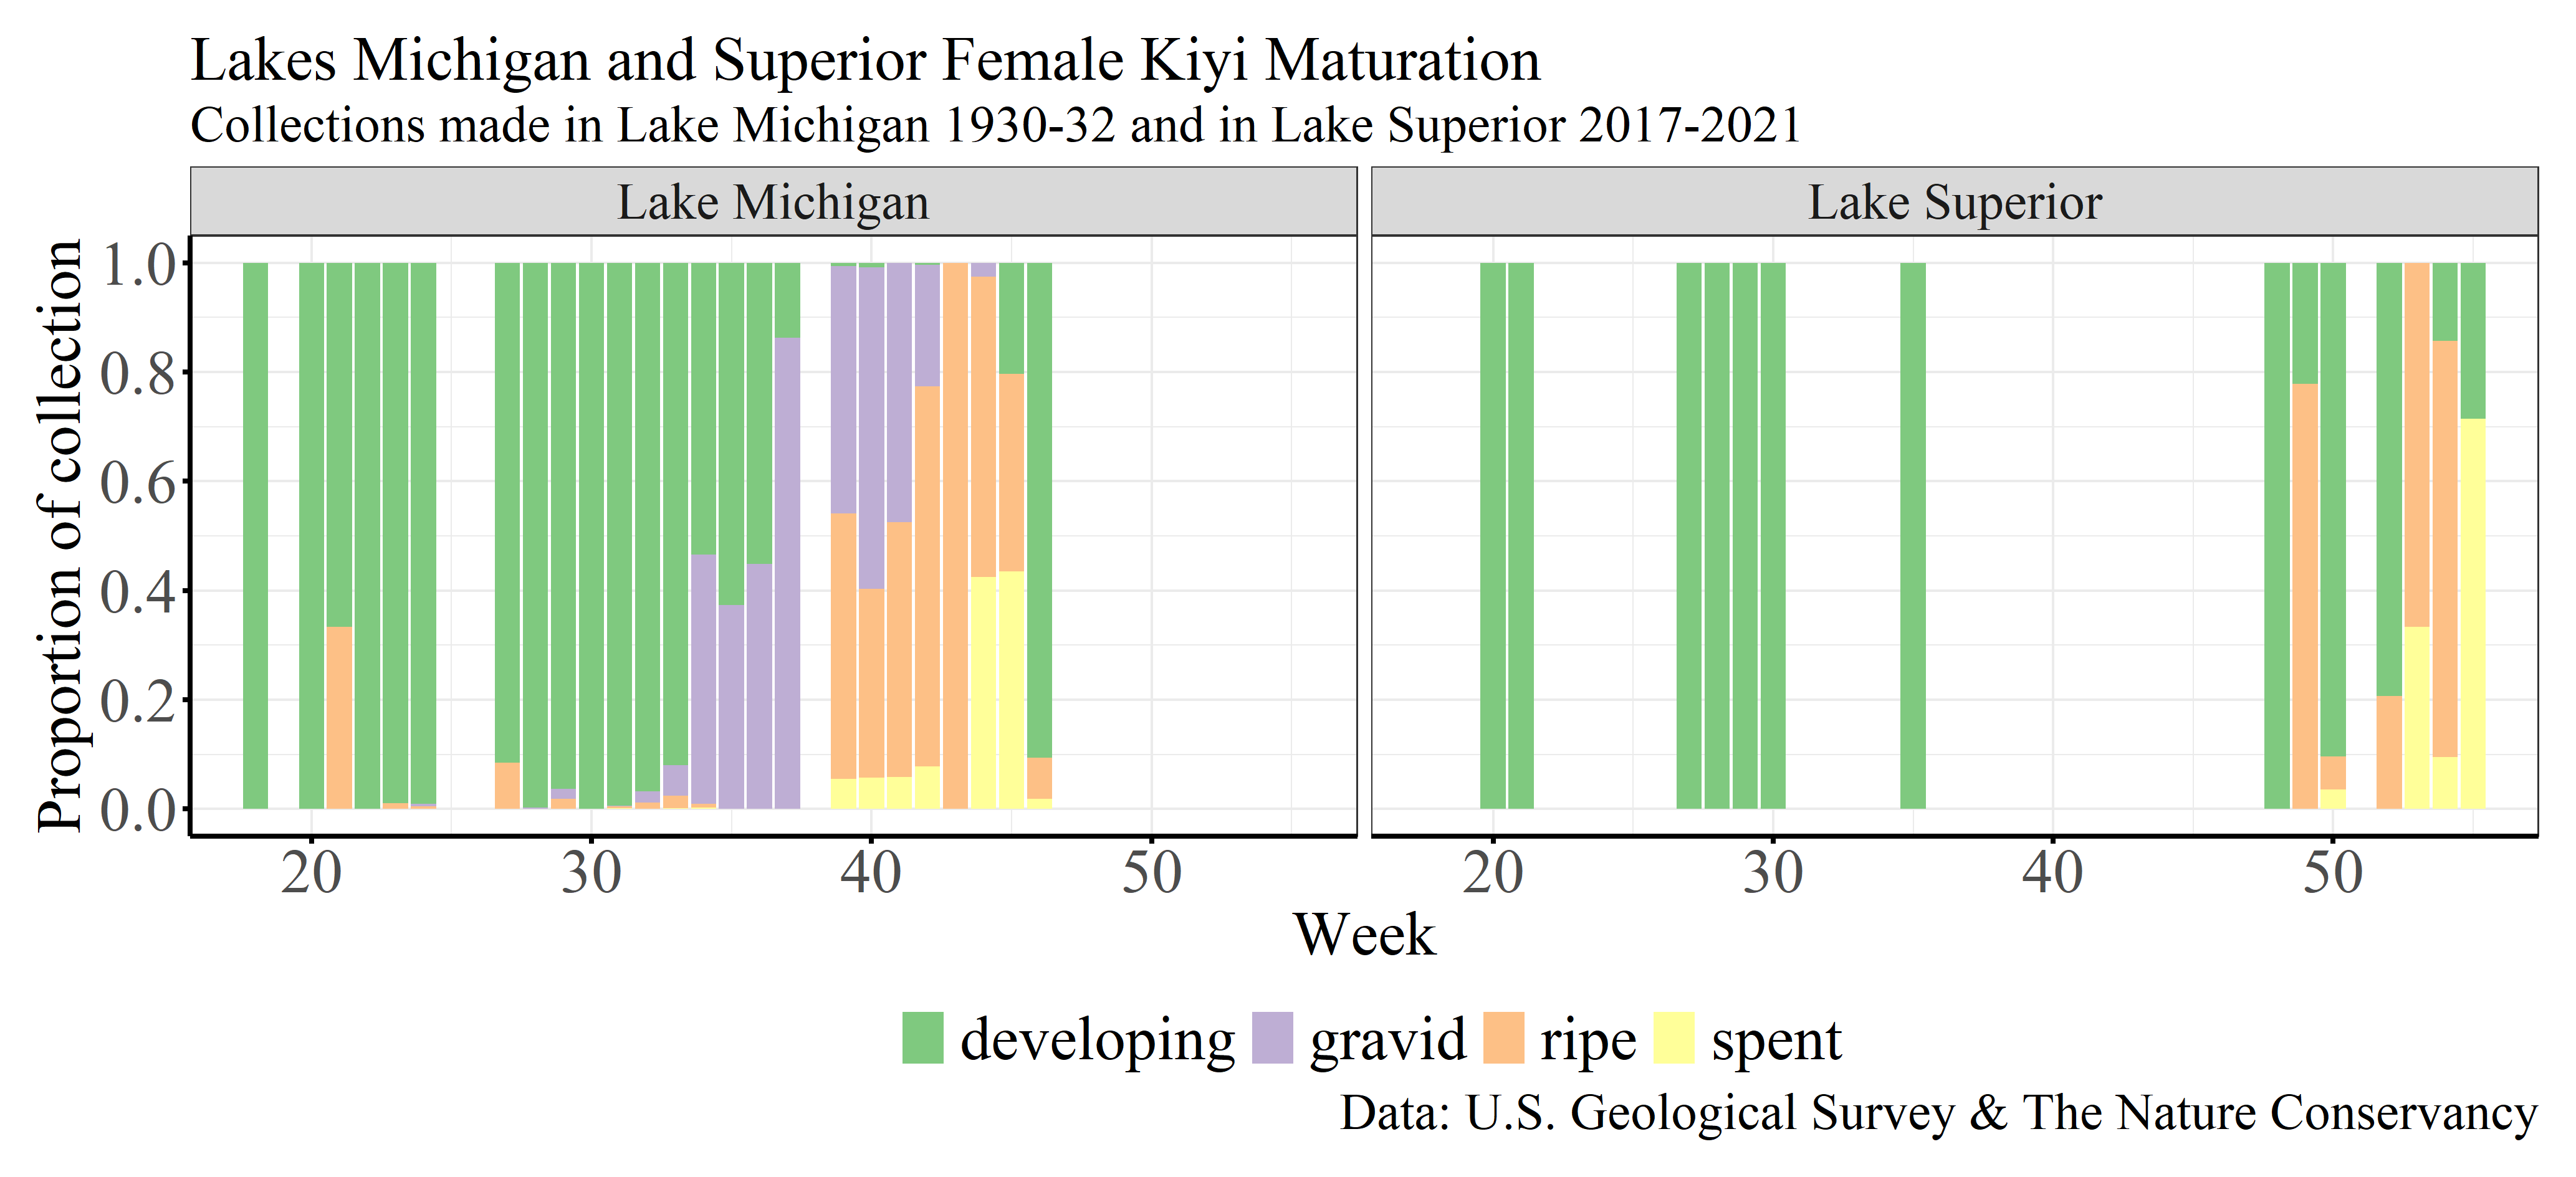 Lakes Michigan and Superior Female Kiyi Maturation
Collections made in Lake Michigan 1930-32 and in Lake Superior 2017-2021
Lake Michigan
Lake Superior
Proportion of collection
1.0
0.8
0.6
0.4
0.2
0.0
20 30 40 50
20 30 40 50
Week
developing gravid ripe spent
Data: U.S. Geological Survey & The Nature Conservancy